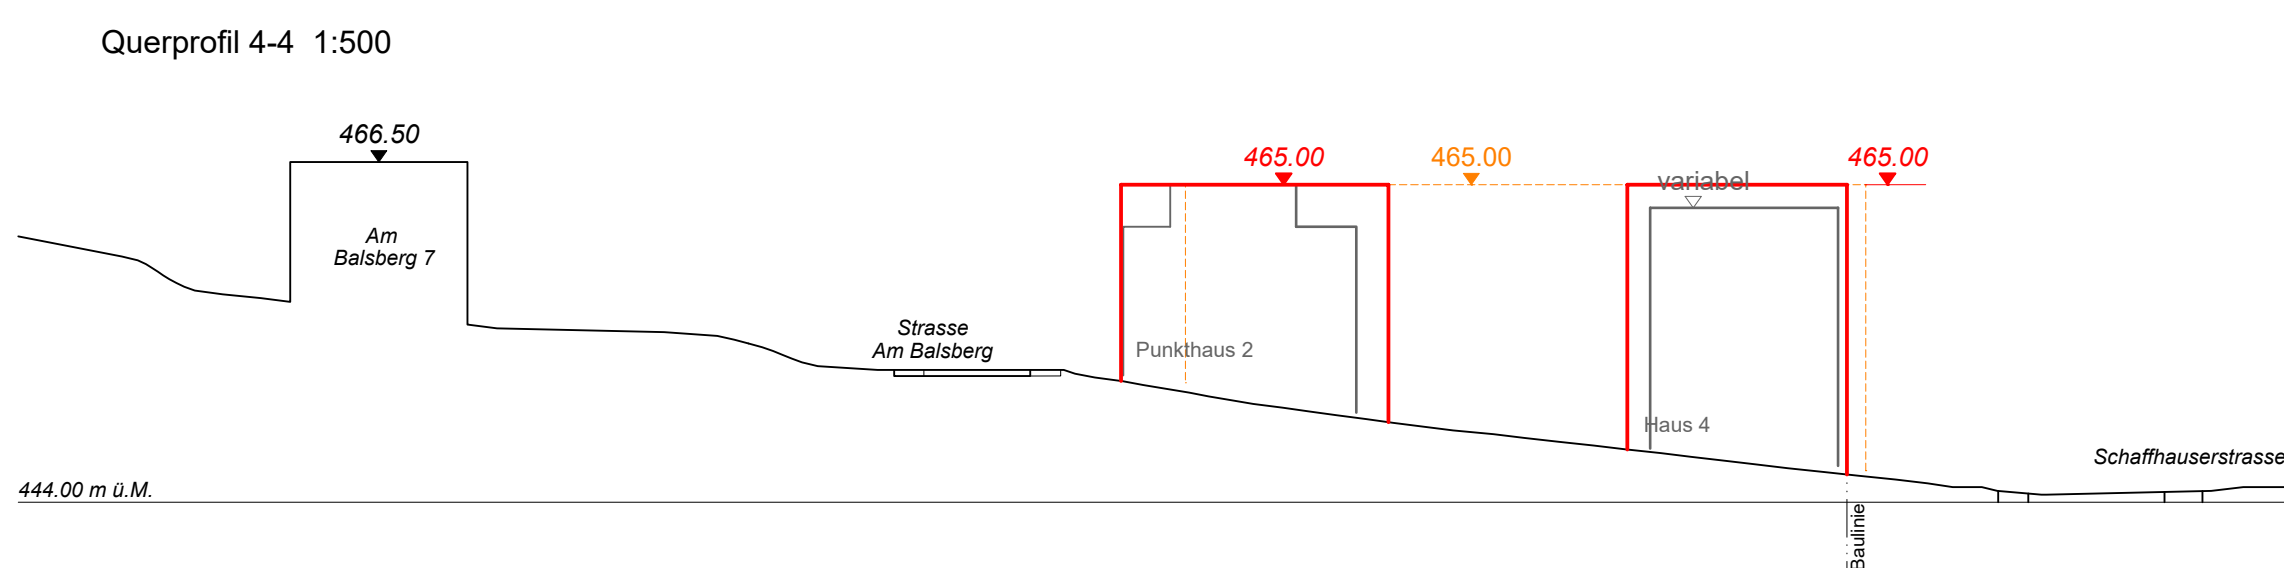 Querprofil 4-4 1:500
466.50
465.00
465.00
465.00
variabel
Am
Balsberg 7
Strasse
Am Balsberg
Punkthaus 2
Haus 4
Schaffhauserstrasse
444.00 m ü.M.
Baulinie